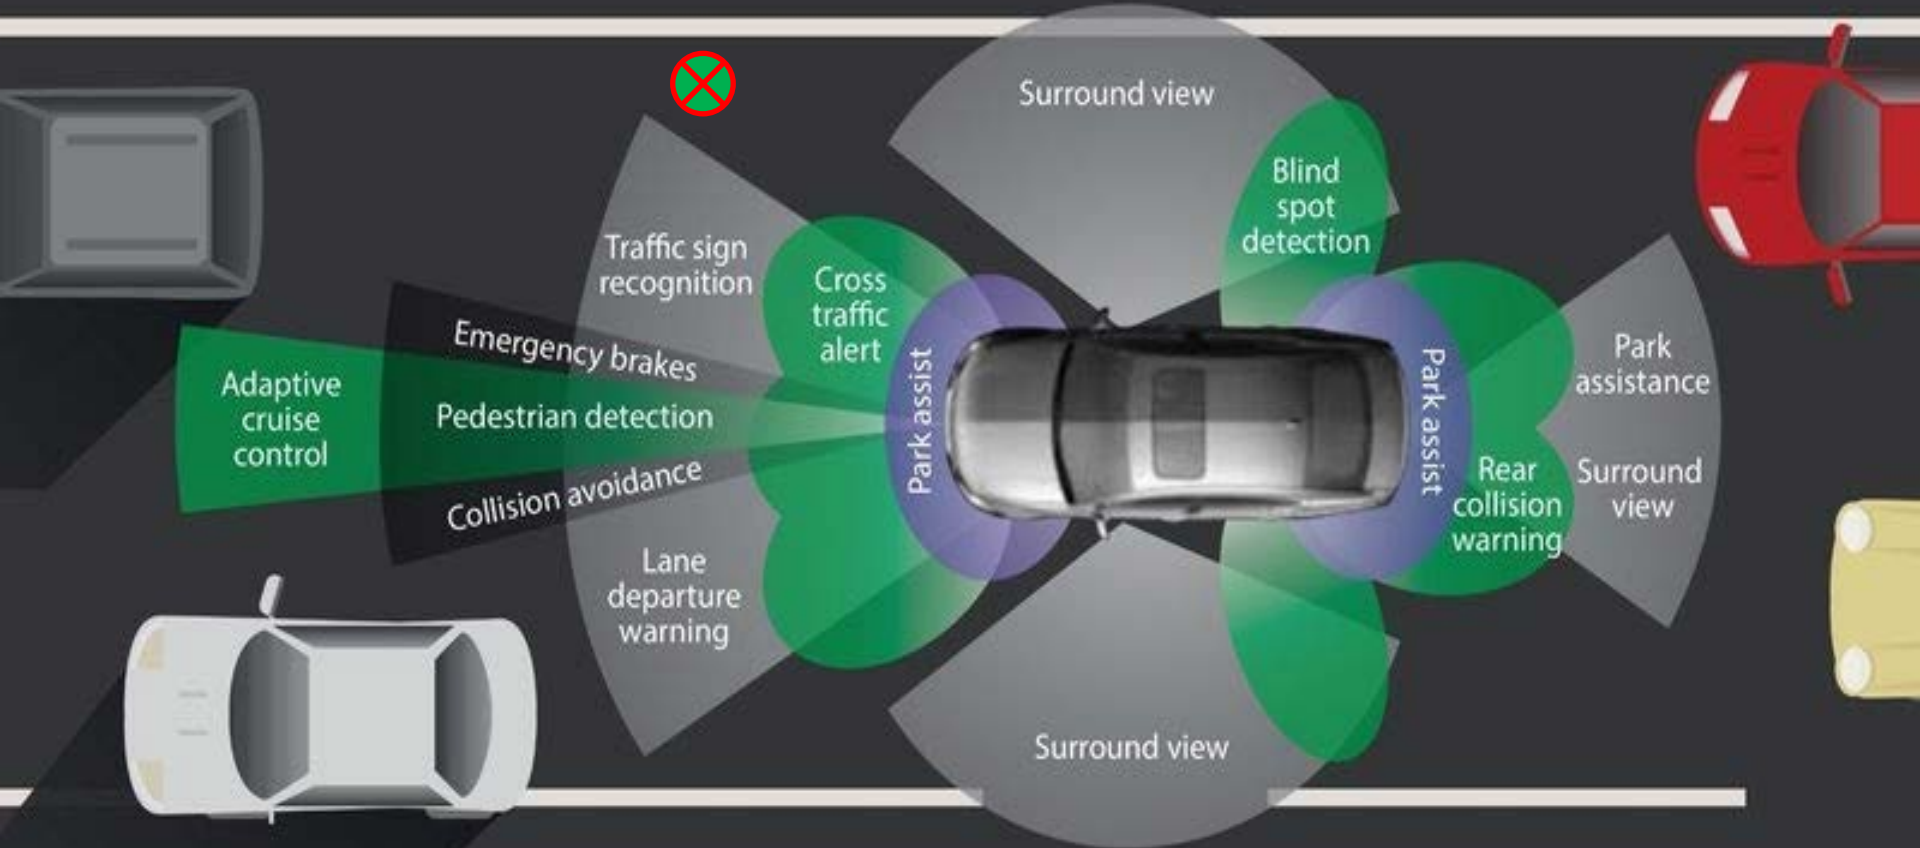 Surround view
Blind
spot
detection
Traffic sign
recognition
Cross
traffic
alert
Emergency brakes
Adaptive
cruise
control
Pedestrian detection
Collision avoidance
Lane
departure
warning
Park assist
Park assist
Rear
collision
warning
Park
assistance
Surround
view
Surround view